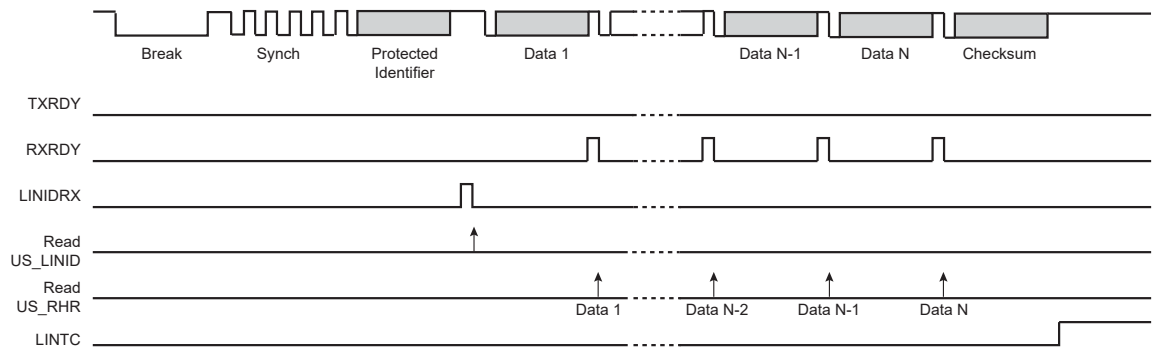 Break Synch Protected Data 1 Data N-1 Data N Checksum
Identifier
TXRDY
RXRDY
LINIDRX
Read
US_LINID
Read
US_RHR
Data 1 Data N-2 Data N-1 Data N
LINTC